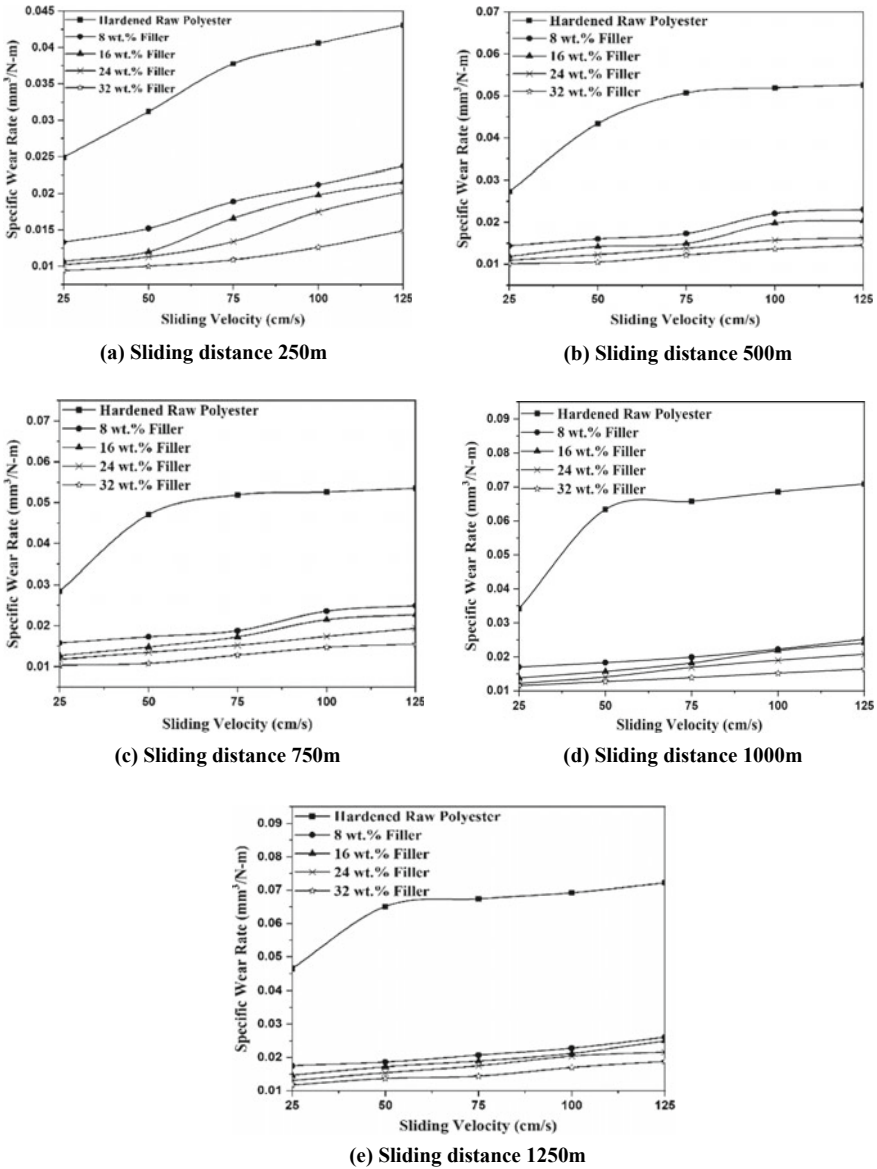 0.045
0.04
0.035
0.03
0.025
0.02
0.015
0.01
Specific Wear Rate (mm³/N-m)
Hardened Raw Polyester
8 wt.% Filler
16 wt.% Filler
24 wt.% Filler
32 wt.% Filler
25 50 75 100 125
Sliding Velocity (cm/s)
(a) Sliding distance 250m
0.07
0.06
0.05
0.04
0.03
0.02
0.01
Specific Wear Rate (mm³/N-m)
Hardened Raw Polyester
8 wt.% Filler
16 wt.% Filler
24 wt.% Filler
32 wt.% Filler
25 50 75 100 125
Sliding Velocity (cm/s)
(b) Sliding distance 500m
0.07
0.06
0.05
0.04
0.03
0.02
0.01
Specific Wear Rate (mm³/N-m)
Hardened Raw Polyester
8 wt.% Filler
16 wt.% Filler
24 wt.% Filler
32 wt.% Filler
25 50 75 100 125
Sliding Velocity (cm/s)
(c) Sliding distance 750m
0.09
0.08
0.07
0.06
0.05
0.04
0.03
0.02
0.01
Specific Wear Rate (mm³/N-m)
Hardened Raw Polyester
8 wt.% Filler
16 wt.% Filler
24 wt.% Filler
32 wt.% Filler
25 50 75 100 125
Sliding Velocity (cm/s)
(d) Sliding distance 1000m
0.09
0.08
0.07
0.06
0.05
0.04
0.03
0.02
0.01
Specific Wear Rate (mm³/N-m)
Hardened Raw Polyester
8 wt.% Filler
16 wt.% Filler
24 wt.% Filler
32 wt.% Filler
25 50 75 100 125
Sliding Velocity (cm/s)
(e) Sliding distance 1250m